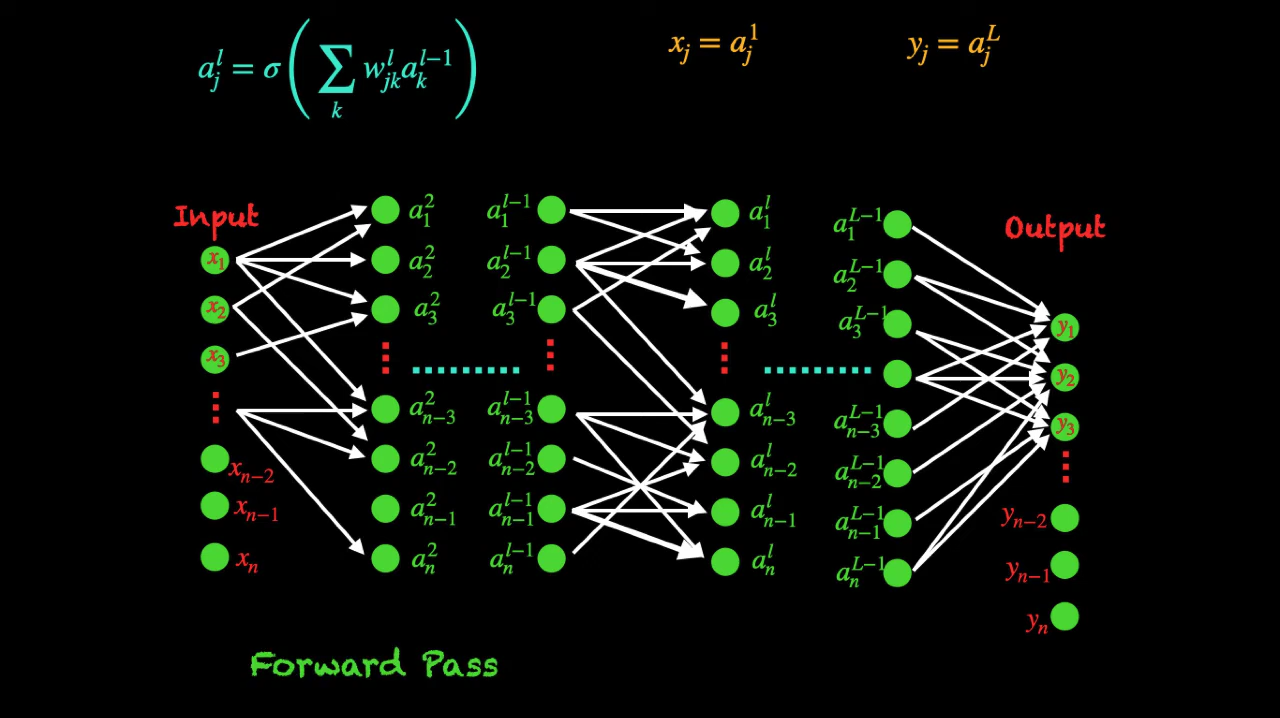 a_j^l = σ( ∑_k w_{jk}^l a_k^{l-1} )
x_j = a_j^1
y_j = a_j^L
Input
x_1
x_2
x_3
x_{n-2}
x_{n-1}
x_n
a_1^2
a_2^2
a_3^2
a_{n-3}^2
a_{n-2}^2
a_{n-1}^2
a_n^2
a_1^{l-1}
a_2^{l-1}
a_3^{l-1}
a_{n-3}^{l-1}
a_{n-2}^{l-1}
a_{n-1}^{l-1}
a_n^{l-1}
a_1^l
a_2^l
a_3^l
a_{n-3}^l
a_{n-2}^l
a_{n-1}^l
a_n^l
a_1^{L-1}
a_2^{L-1}
a_3^{L-1}
a_{n-3}^{L-1}
a_{n-2}^{L-1}
a_{n-1}^{L-1}
a_n^{L-1}
Output
y_1
y_2
y_3
y_{n-2}
y_{n-1}
y_n
Forward Pass